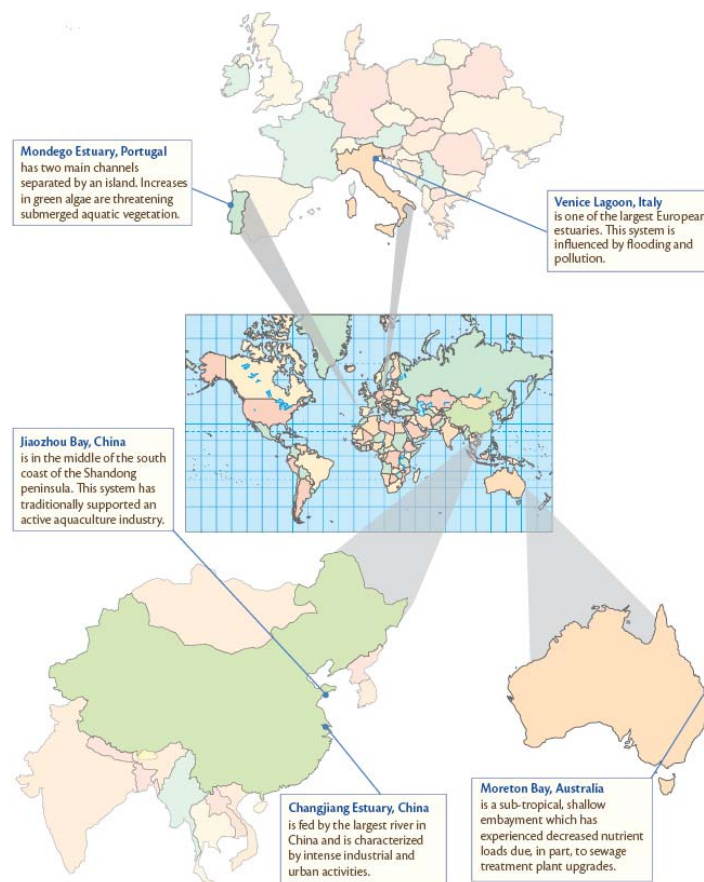 Mondego Estuary, Portugal
has two main channels
separated by an island. Increases
in green algae are threatening
submerged aquatic vegetation.
Venice Lagoon, Italy
is one of the largest European
estuaries. This system is
influenced by flooding and
pollution.
Jiaozhou Bay, China
is in the middle of the south
coast of the Shandong
peninsula. This system has
traditionally supported an
active aquaculture industry.
Changjiang Estuary, China
is fed by the largest river in
China and is characterized
by intense industrial and
urban activities.
Moreton Bay, Australia
is a sub-tropical, shallow
embayment which has
experienced decreased nutrient
loads due, in part, to sewage
treatment plant upgrades.